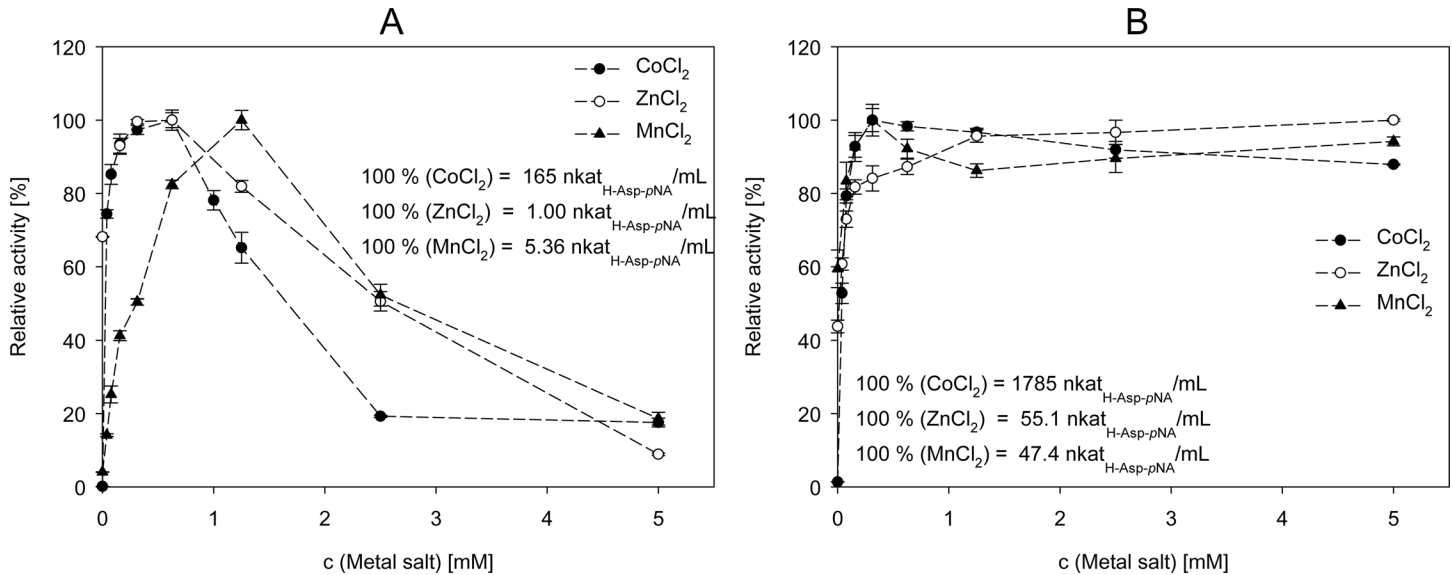 A
120
100
80
60
40
20
0
Relative activity [%]
CoCl2
ZnCl2
MnCl2
100 % (CoCl2) = 165 nkatH-Asp-pNA/mL
100 % (ZnCl2) = 1.00 nkatH-Asp-pNA/mL
100 % (MnCl2) = 5.36 nkatH-Asp-pNA/mL
0 1 2 3 4 5
c (Metal salt) [mM]
B
120
100
80
60
40
20
0
Relative activity [%]
CoCl2
ZnCl2
MnCl2
100 % (CoCl2) = 1785 nkatH-Asp-pNA/mL
100 % (ZnCl2) = 55.1 nkatH-Asp-pNA/mL
100 % (MnCl2) = 47.4 nkatH-Asp-pNA/mL
0 1 2 3 4 5
c (Metal salt) [mM]